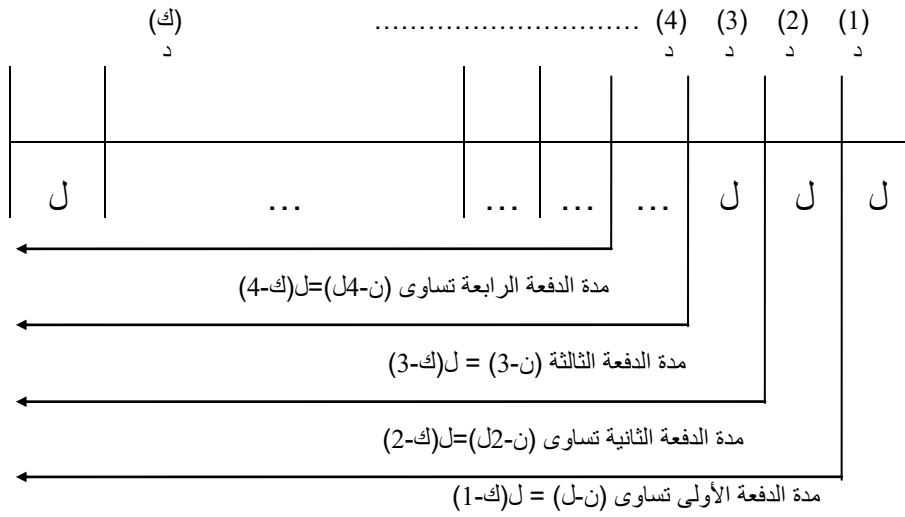 (1) (2) (3) (4) ............................ (ك)
د د د د د
ل ل ل ... ... ... ... ل
مدة الدفعة الرابعة تساوى (ن-4ل)=ل(ك-4)
مدة الدفعة الثالثة (ن-3) = ل(ك-3)
مدة الدفعة الثانية تساوى (ن-2ل)=ل(ك-2)
مدة الدفعة الأولى تساوى (ن-ل) = ل(ك-1)